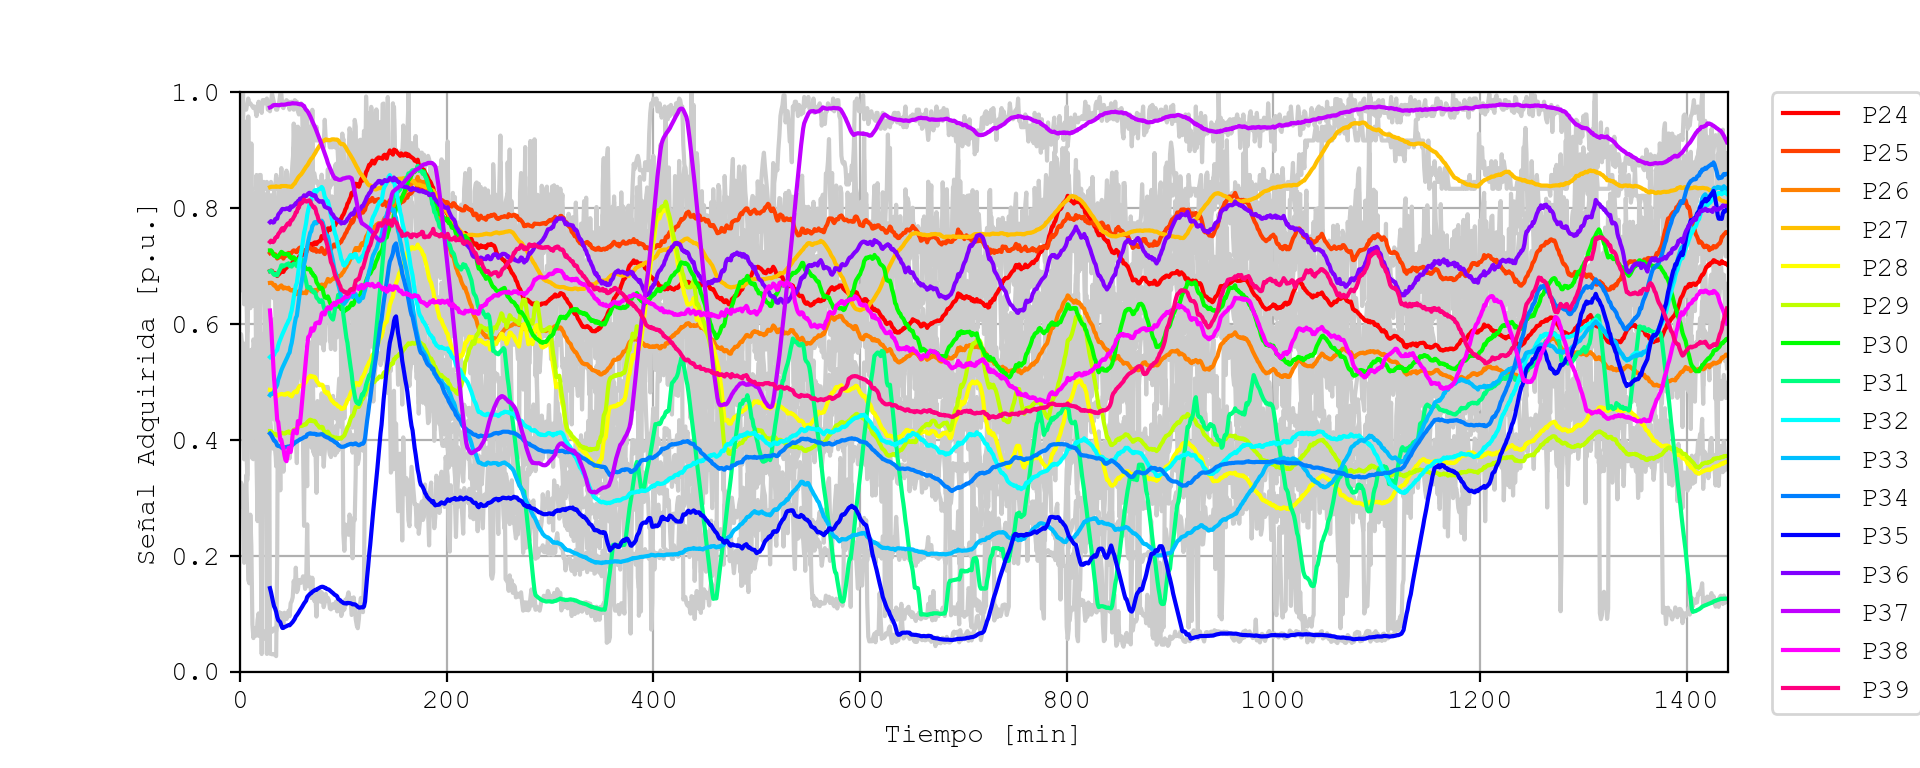 1.0
0.8
0.6
0.4
0.2
0.0
Señal Adquirida [p.u.]
0 200 400 600 800 1000 1200 1400
Tiempo [min]
P24
P25
P26
P27
P28
P29
P30
P31
P32
P33
P34
P35
P36
P37
P38
P39